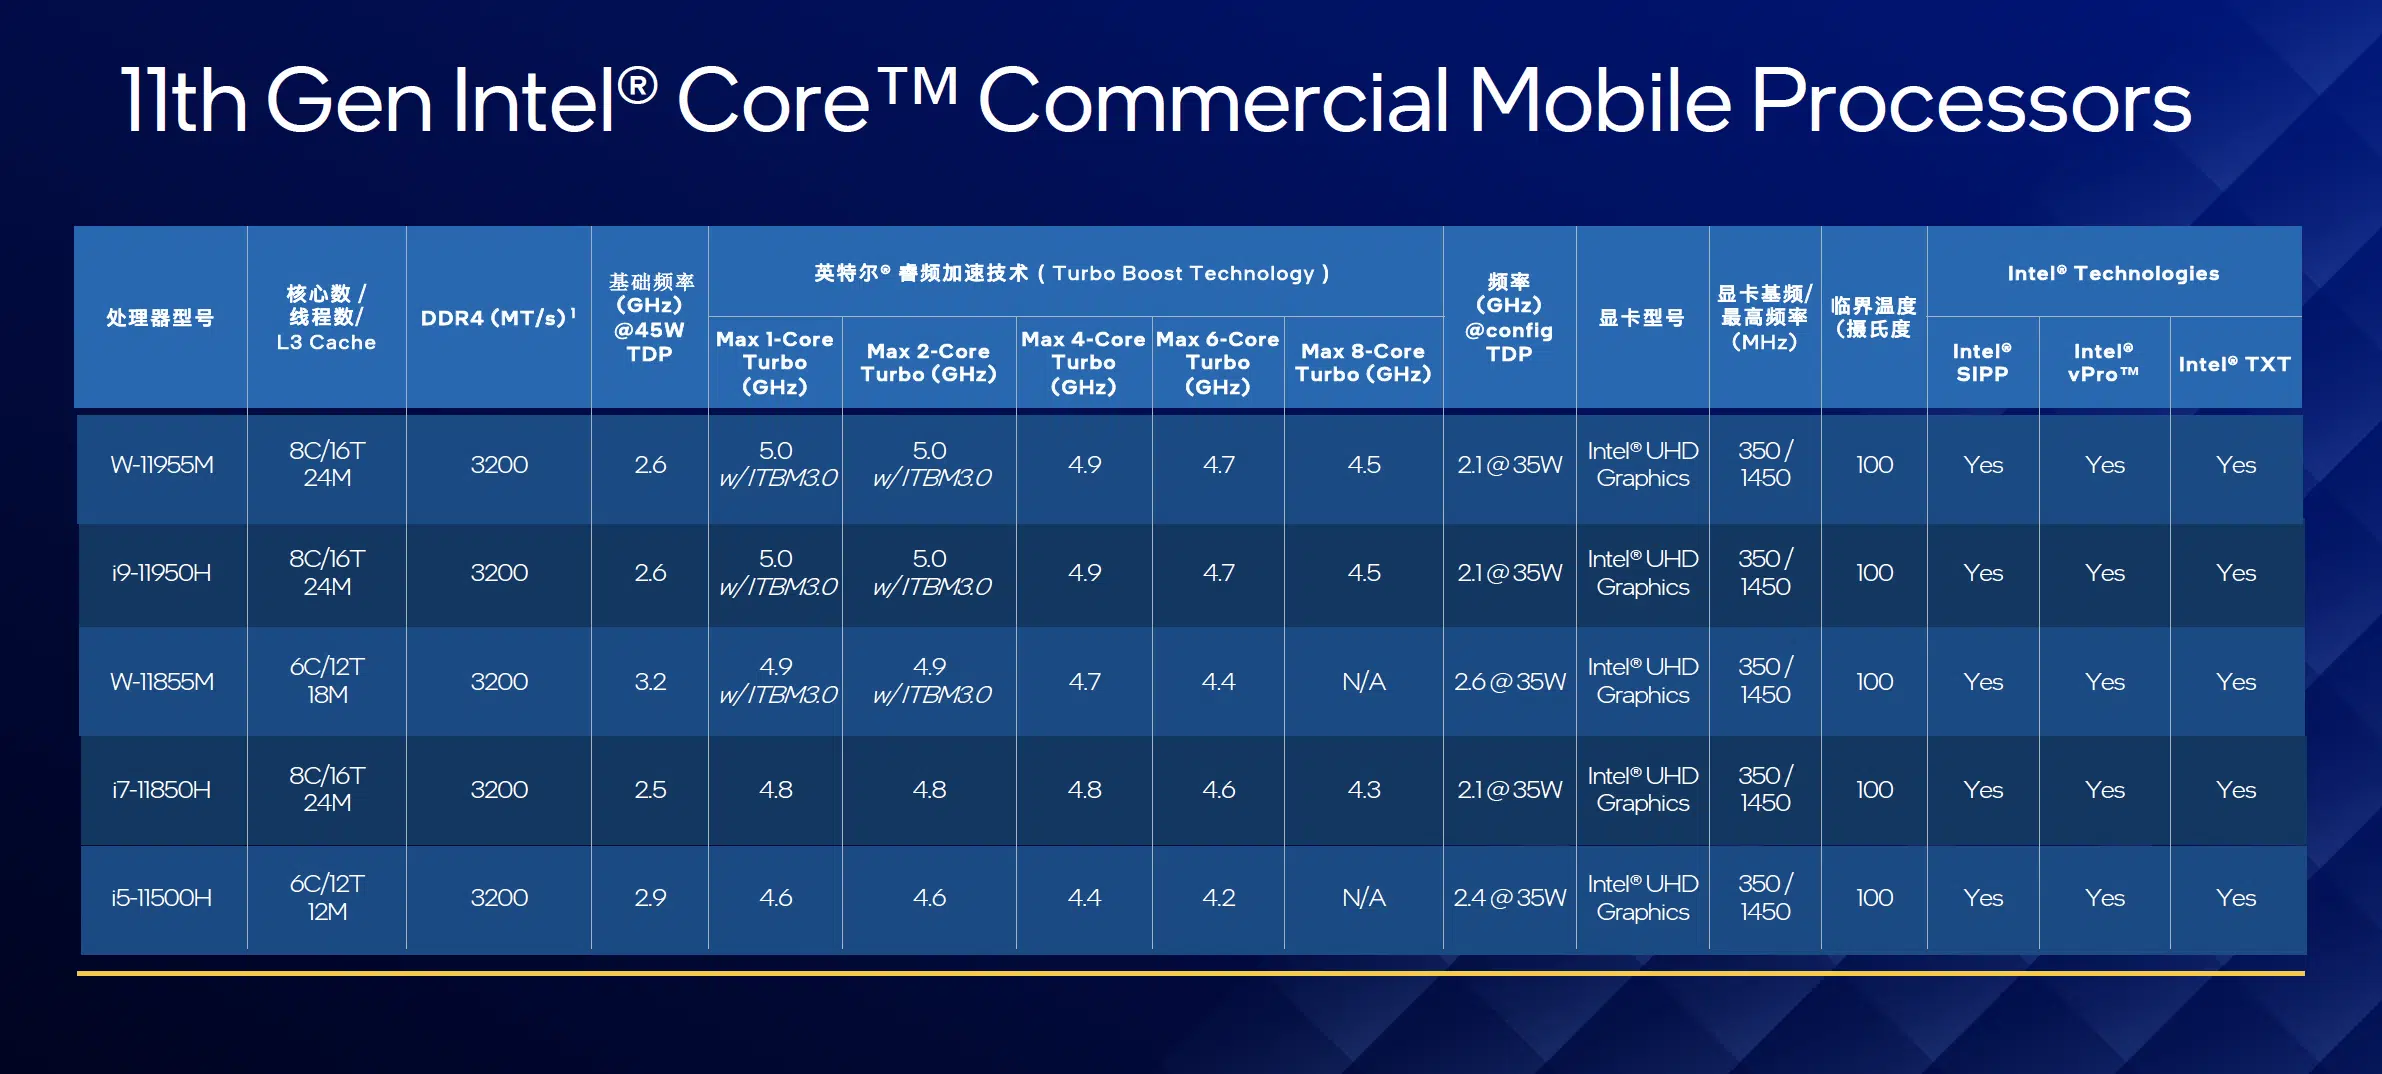 11th Gen Intel® Core™ Commercial Mobile Processors
处理器型号
核心数 /
线程数/
L3 Cache
DDR4 (MT/s)¹
基础频率
(GHz)
@45W
TDP
英特尔® 睿频加速技术 ( Turbo Boost Technology )
Max 1-Core
Turbo
(GHz)
Max 2-Core
Turbo (GHz)
Max 4-Core
Turbo
(GHz)
Max 6-Core
Turbo
(GHz)
Max 8-Core
Turbo (GHz)
频率
(GHz)
@config
TDP
显卡型号
显卡基频/
最高频率
(MHz)
临界温度
(摄氏度
Intel® Technologies
Intel®
SIPP
Intel®
vPro™
Intel® TXT
W-11955M
8C/16T
24M
3200
2.6
5.0
w/ITBM3.0
5.0
w/ITBM3.0
4.9
4.7
4.5
2.1 @ 35W
Intel® UHD
Graphics
350 /
1450
100
Yes
Yes
Yes
i9-11950H
8C/16T
24M
3200
2.6
5.0
w/ITBM3.0
5.0
w/ITBM3.0
4.9
4.7
4.5
2.1 @ 35W
Intel® UHD
Graphics
350 /
1450
100
Yes
Yes
Yes
W-11855M
6C/12T
18M
3200
3.2
4.9
w/ITBM3.0
4.9
w/ITBM3.0
4.7
4.4
N/A
2.6 @ 35W
Intel® UHD
Graphics
350 /
1450
100
Yes
Yes
Yes
i7-11850H
8C/16T
24M
3200
2.5
4.8
4.8
4.8
4.6
4.3
2.1 @ 35W
Intel® UHD
Graphics
350 /
1450
100
Yes
Yes
Yes
i5-11500H
6C/12T
12M
3200
2.9
4.6
4.6
4.4
4.2
N/A
2.4 @ 35W
Intel® UHD
Graphics
350 /
1450
100
Yes
Yes
Yes